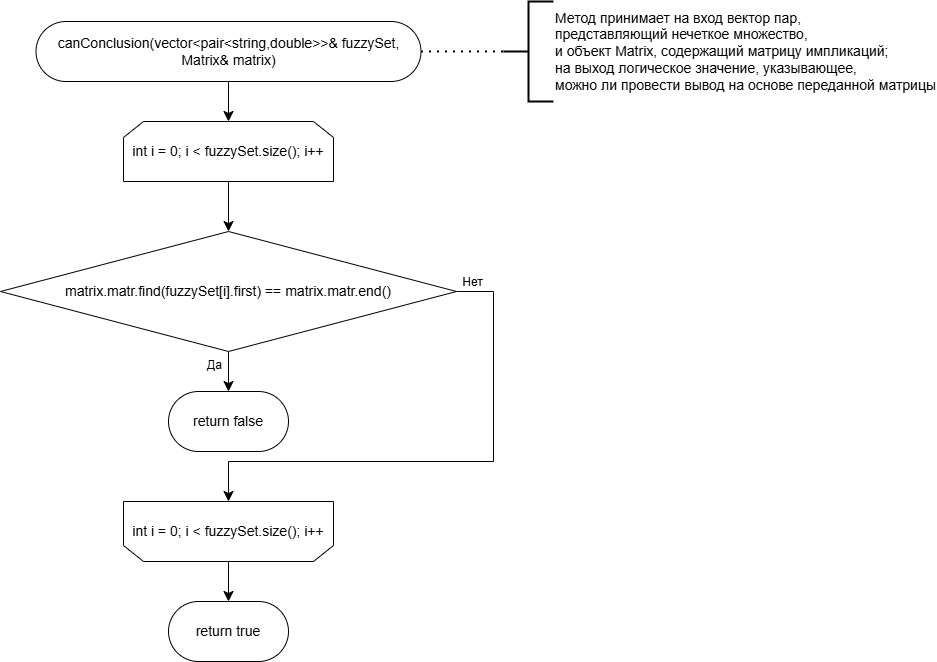 canConclusion(vector<pair<string,double>>& fuzzySet,
Matrix& matrix)
Метод принимает на вход вектор пар,
представляющий нечеткое множество,
и объект Matrix, содержащий матрицу импликаций;
на выход логическое значение, указывающее,
можно ли провести вывод на основе переданной матрицы
int i = 0; i < fuzzySet.size(); i++
matrix.matr.find(fuzzySet[i].first) == matrix.matr.end()
Нет
Да
return false
int i = 0; i < fuzzySet.size(); i++
return true